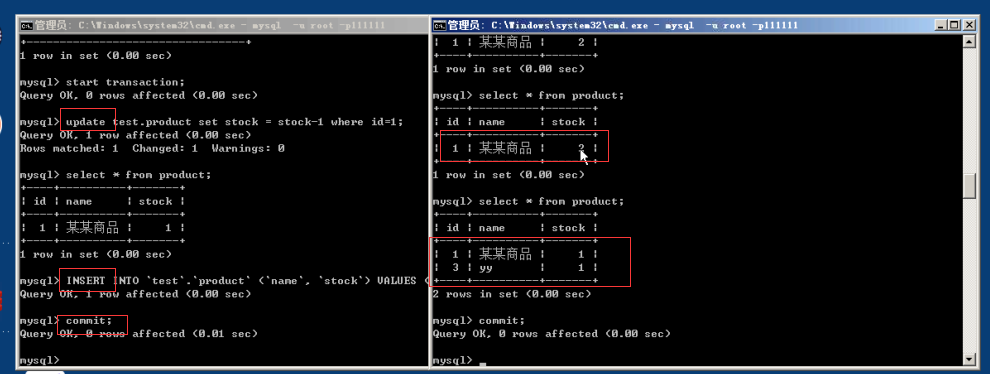 管理员: C:\Windows\system32\cmd.exe - mysql -u root -p111111
+-------------------------------+
1 row in set (0.00 sec)
mysql> start transaction;
Query OK, 0 rows affected (0.00 sec)
mysql> update test.product set stock = stock-1 where id=1;
Query OK, 1 row affected (0.00 sec)
Rows matched: 1  Changed: 1  Warnings: 0
mysql> select * from product;
+----+----------+-------+
| id | name     | stock |
+----+----------+-------+
|  1 | 某某商品 |     1 |
+----+----------+-------+
1 row in set (0.00 sec)
mysql> INSERT INTO `test`.`product` (`name`, `stock`) VALUES (
Query OK, 1 row affected (0.00 sec)
mysql> commit;
Query OK, 0 rows affected (0.01 sec)
mysql>
管理员: C:\Windows\system32\cmd.exe - mysql -u root -p111111
|  1 | 某某商品 |     2 |
+----+----------+-------+
1 row in set (0.00 sec)
mysql> select * from product;
+----+----------+-------+
| id | name     | stock |
+----+----------+-------+
|  1 | 某某商品 |     2 |
+----+----------+-------+
1 row in set (0.00 sec)
mysql> select * from product;
+----+----------+-------+
| id | name     | stock |
+----+----------+-------+
|  1 | 某某商品 |     1 |
|  3 | yy       |     1 |
+----+----------+-------+
2 rows in set (0.00 sec)
mysql> commit;
Query OK, 0 rows affected (0.00 sec)
mysql> _